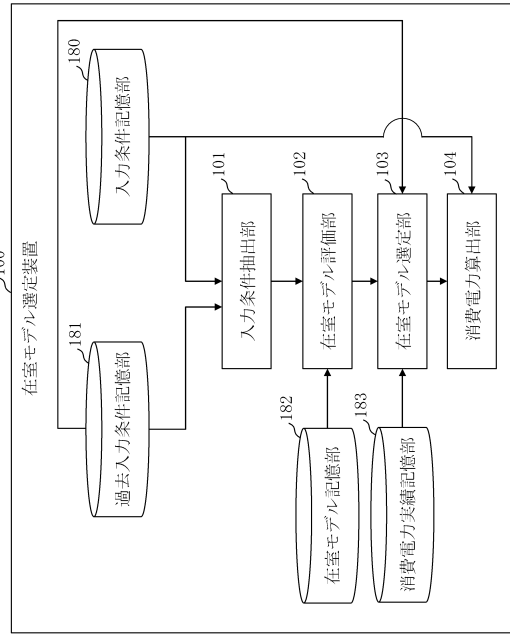 在室モデル選定装置
180
入力条件記憶部
181
過去入力条件記憶部
101
入力条件抽出部
102
在室モデル評価部
182
在室モデル記憶部
103
在室モデル選定部
183
消費電力実績記憶部
104
消費電力算出部